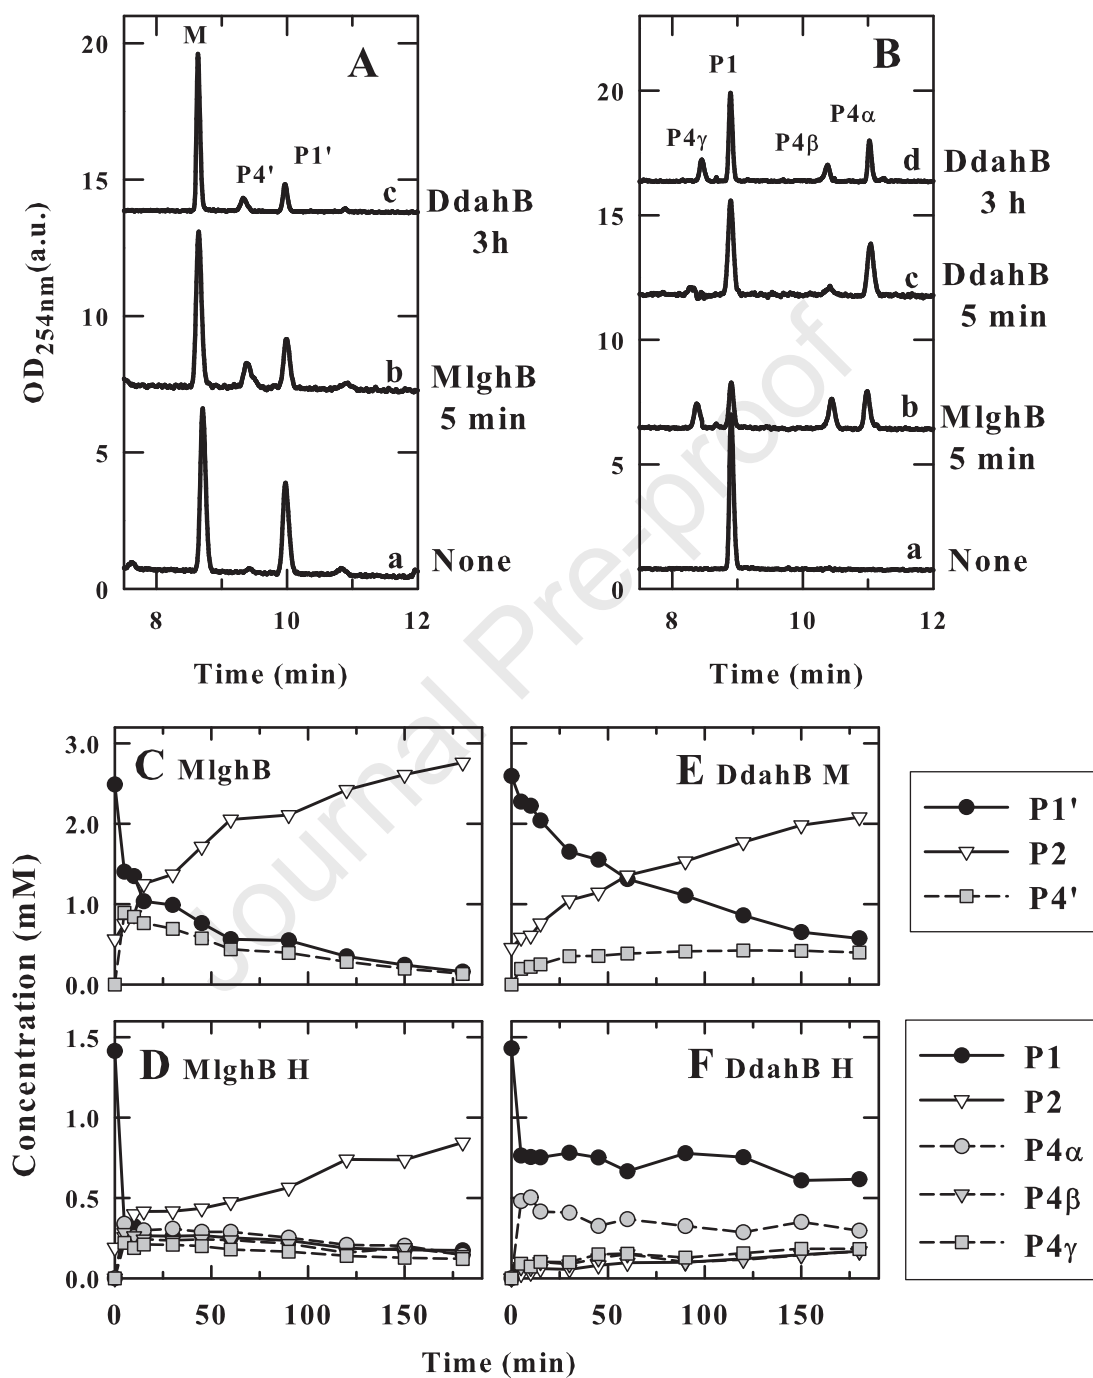 A
B
20
15
10
5
0
M
P4'
P1'
c
b
a
DdahB
3h
MlghB
5 min
None
8
10
12
Time (min)
OD254nm(a.u.)
20
15
10
5
0
P1
P4γ
P4β
P4α
d
c
b
a
DdahB
3 h
DdahB
5 min
MlghB
5 min
None
8
10
12
Time (min)
Journal Pre-proof
C MlghB
E DdahB M
3.0
2.0
1.0
0.0
P1'
P2
P4'
D MlghB H
F DdahB H
1.5
1.0
0.5
0.0
0
50
100
150
0
50
100
150
P1
P2
P4α
P4β
P4γ
Concentration (mM)
Time (min)